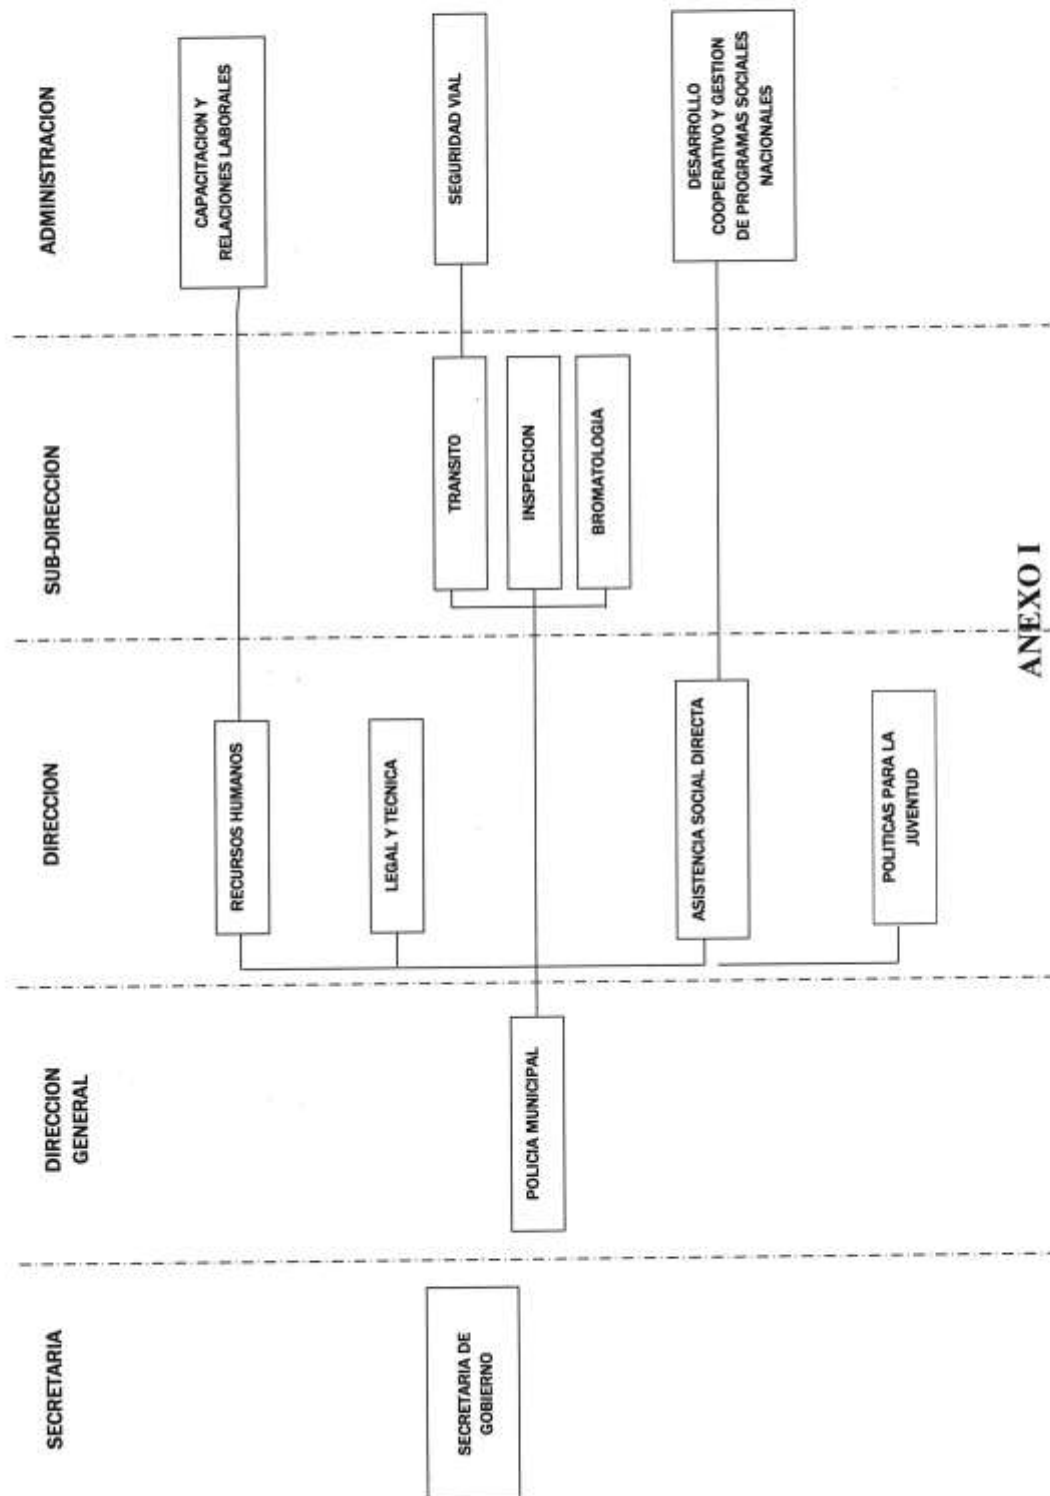 SECRETARIA
DIRECCION
GENERAL
DIRECCION
SUB-DIRECCION
ADMINISTRACION
CAPACITACION Y
RELACIONES LABORALES
RECURSOS HUMANOS
LEGAL Y TECNICA
SECRETARIA DE
GOBIERNO
TRANSITO
SEGURIDAD VIAL
POLICIA MUNICIPAL
INSPECCION
BROMATOLOGIA
ASISTENCIA SOCIAL DIRECTA
DESARROLLO
COOPERATIVO Y GESTION
DE PROGRAMAS SOCIALES
NACIONALES
POLITICAS PARA LA
JUVENTUD
ANEXO I